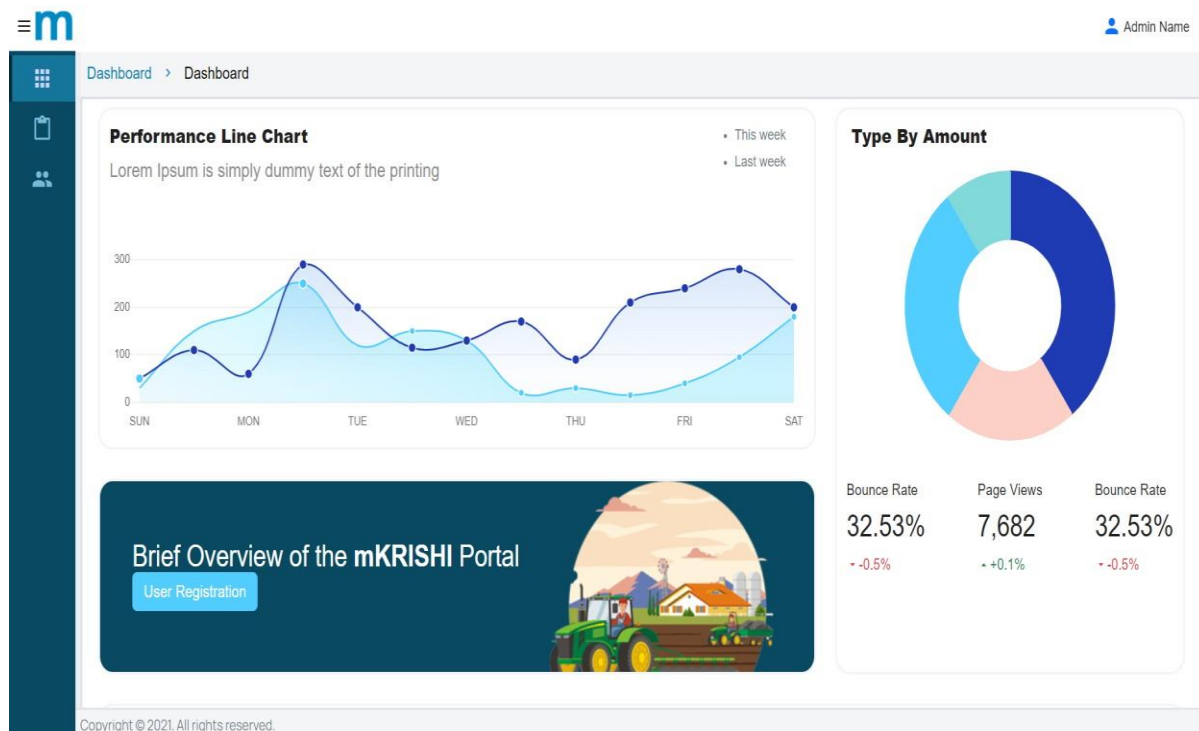 m
Admin Name
Dashboard > Dashboard
Performance Line Chart
Lorem Ipsum is simply dummy text of the printing
• This week
• Last week
300
200
100
0
SUN MON TUE WED THU FRI SAT
Type By Amount
Bounce Rate Page Views Bounce Rate
32.53% 7,682 32.53%
-0.5% +0.1% -0.5%
Brief Overview of the mKRISHI Portal
User Registration
Copyright © 2021. All rights reserved.